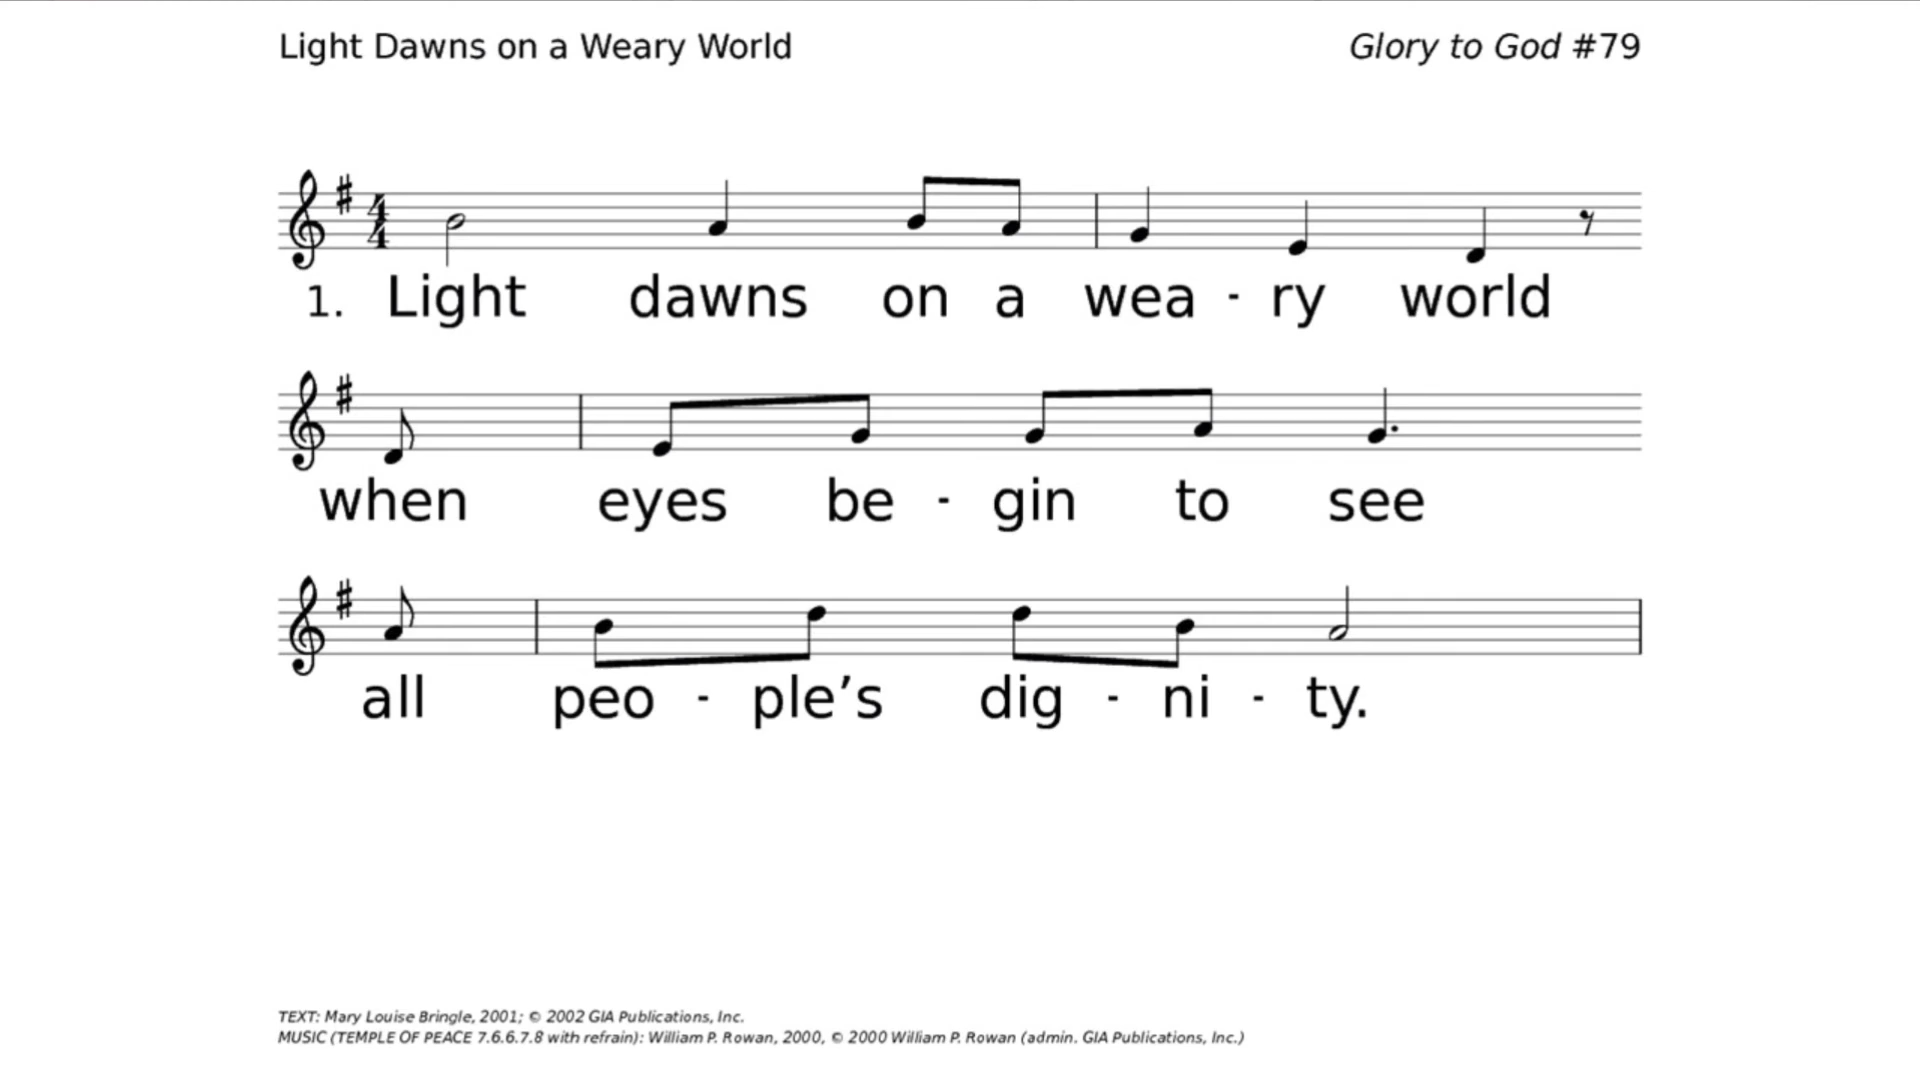 Light Dawns on a Weary World
Glory to God #79
1. Light dawns on a wea - ry world
when eyes be - gin to see
all peo - ple’s dig - ni - ty.
TEXT: Mary Louise Bringle, 2001; © 2002 GIA Publications, Inc.
MUSIC (TEMPLE OF PEACE 7.6.6.7.8 with refrain): William P. Rowan, 2000, © 2000 William P. Rowan (admin. GIA Publications, Inc.)